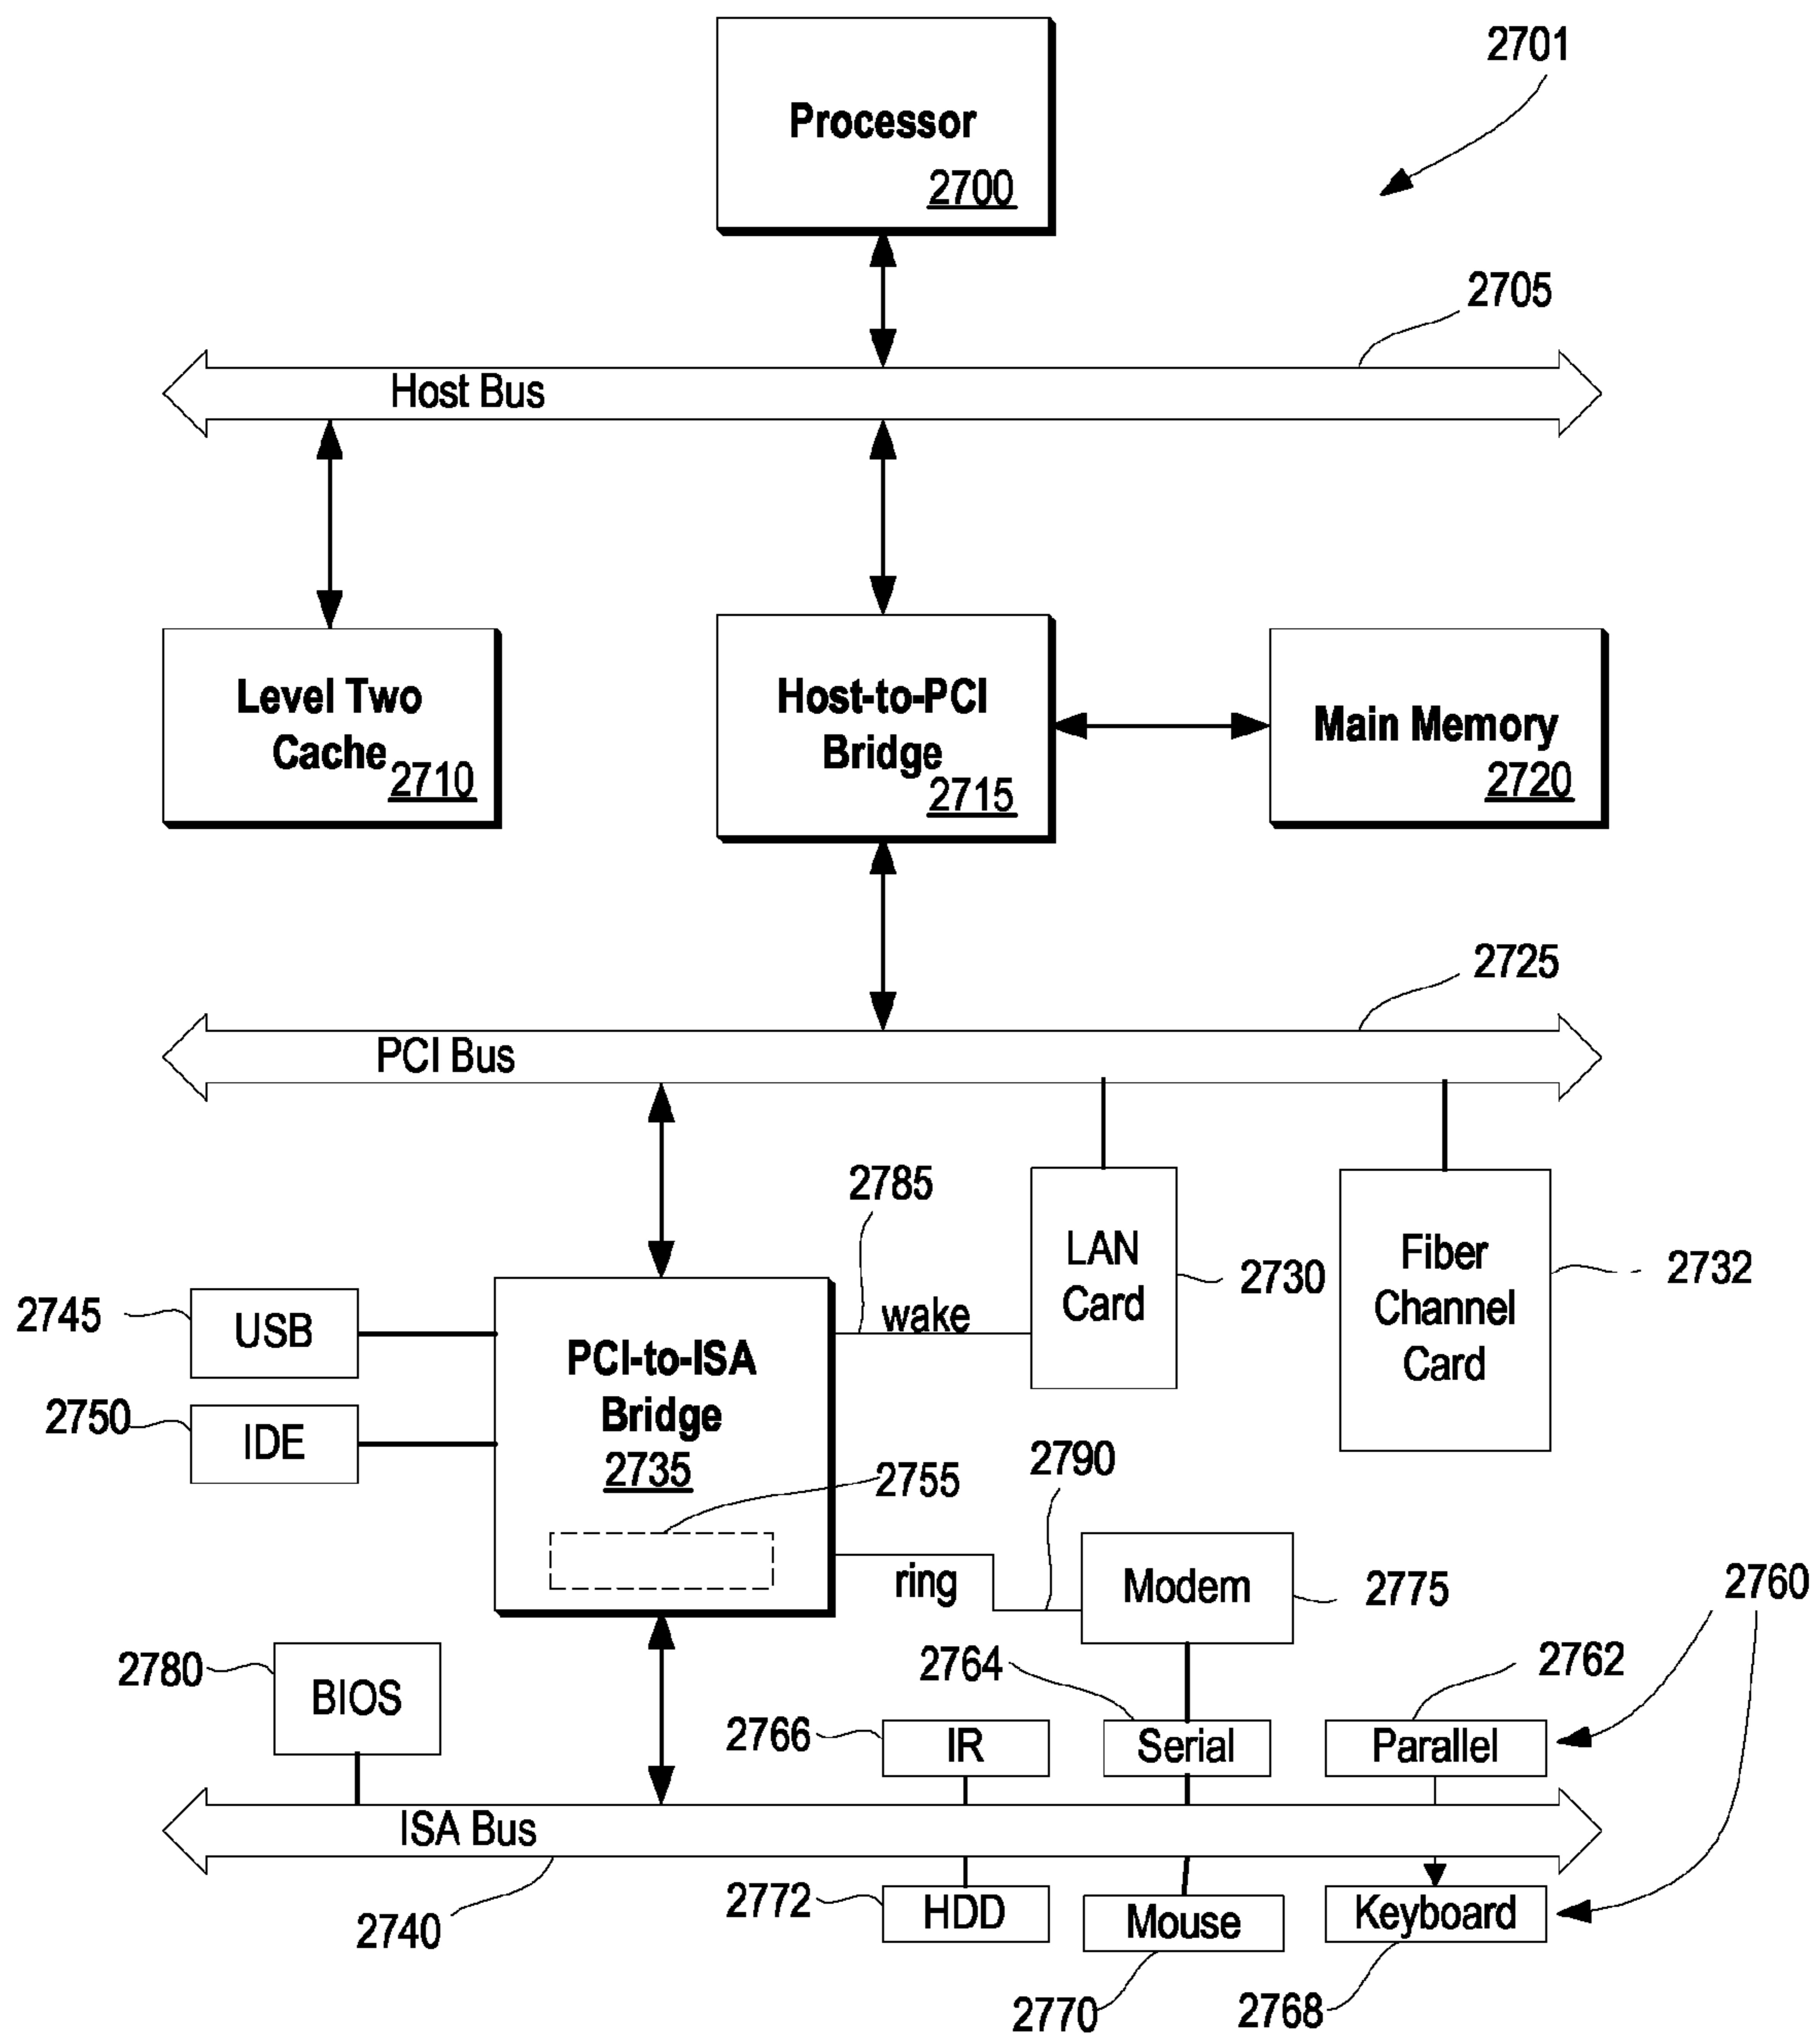 2701
Processor
2700
2705
Host Bus
Level Two
Cache
2710
Host-to-PCI
Bridge
2715
Main Memory
2720
2725
PCI Bus
2785
LAN
Card
2730
Fiber
Channel
Card
2732
wake
2745
USB
PCI-to-ISA
Bridge
2735
2750
IDE
2755
2790
ring
Modem
2775
2760
2780
BIOS
2764
2762
2766
IR
Serial
Parallel
ISA Bus
2740
2772
HDD
Mouse
Keyboard
2770
2768